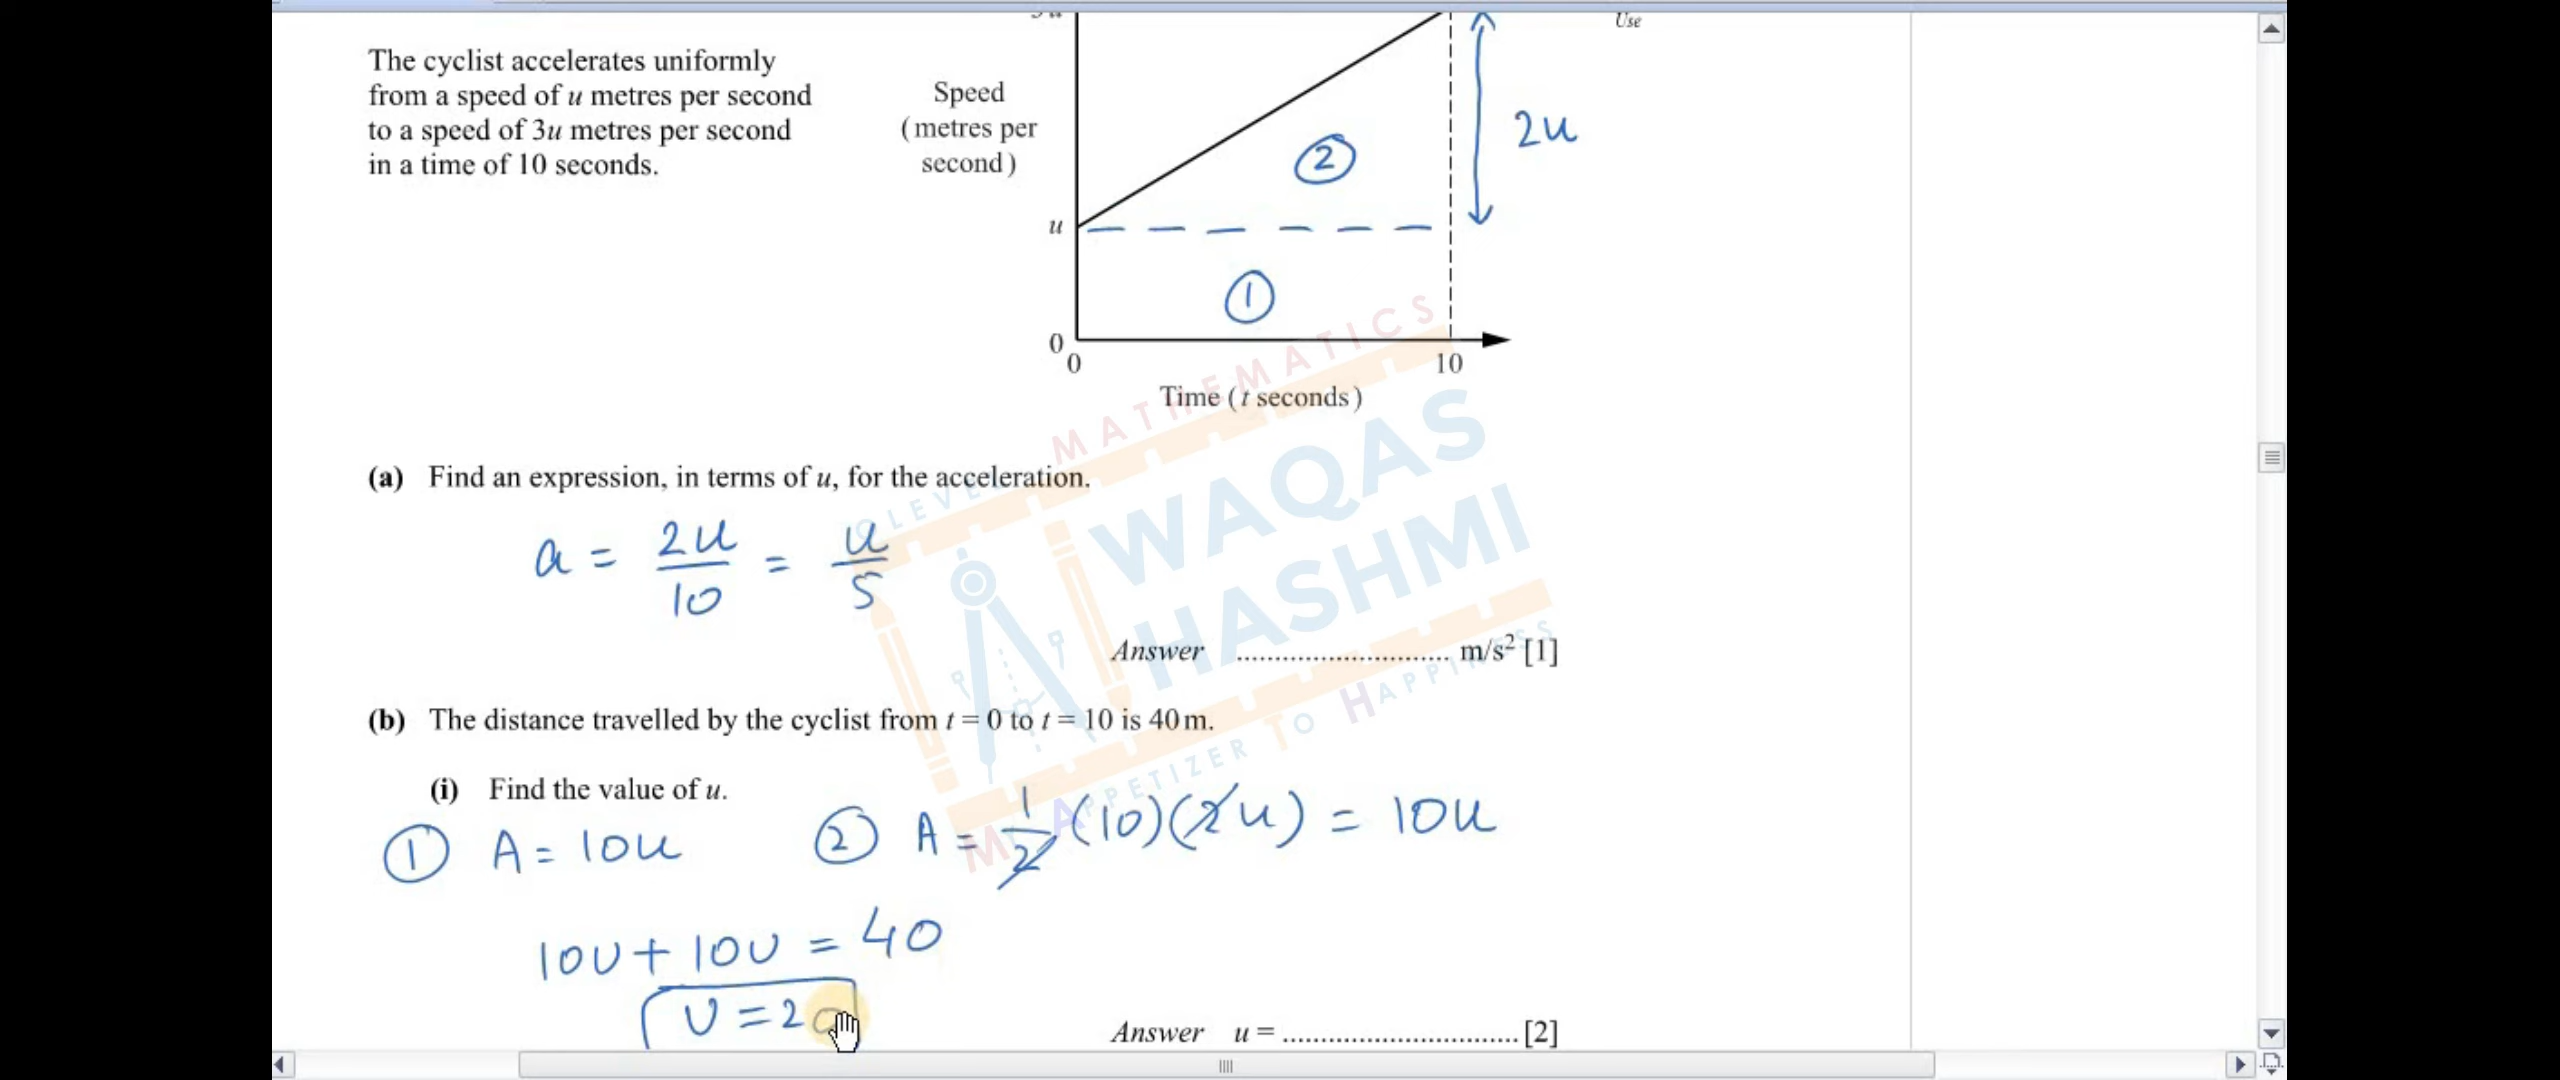 Use
The cyclist accelerates uniformly
from a speed of u metres per second
to a speed of 3u metres per second
in a time of 10 seconds.
Speed
(metres per
second)
2u
②
u
①
0
0
10
Time (t seconds)
(a) Find an expression, in terms of u, for the acceleration.
a = 2u/10 = u/5
Answer ............................ m/s² [1]
(b) The distance travelled by the cyclist from t = 0 to t = 10 is 40 m.
(i) Find the value of u.
① A = 10u
② A = 1/2 (10)(2u) = 10u
10U + 10U = 40
Answer u = ............................... [2]
O LEVEL
MATHEMATICS
WAQAS
HASHMI
MAPPETIZER TO HAPPINESS